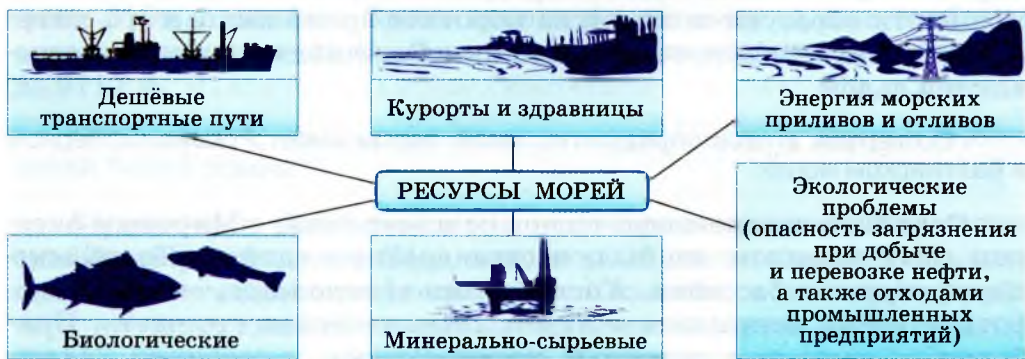 Дешёвые
транспортные пути
Курорты и здравницы
Энергия морских
приливов и отливов
РЕСУРСЫ МОРЕЙ
Биологические
Минерально-сырьевые
Экологические
проблемы
(опасность загрязнения
при добыче
и перевозке нефти,
а также отходами
промышленных
предприятий)